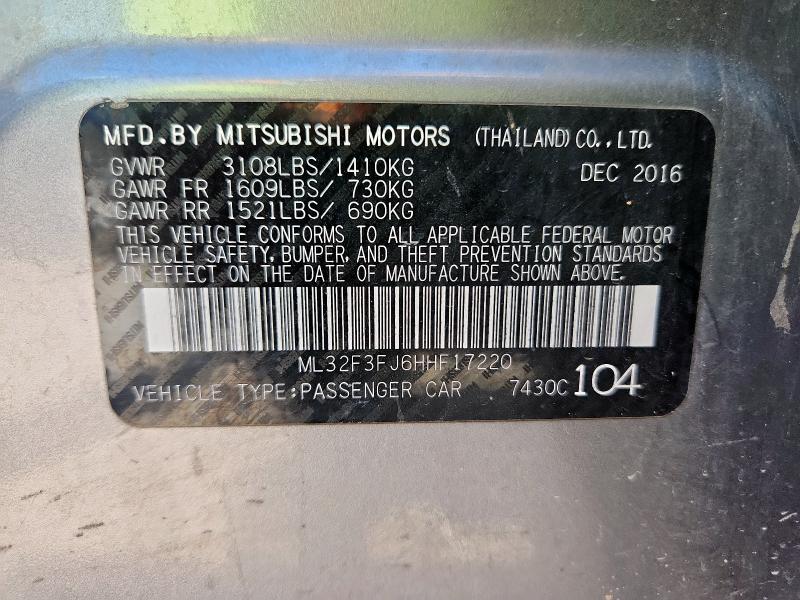 MFD. BY MITSUBISHI MOTORS (THAILAND) CO., LTD.
GVWR 3108LBS/1410KG DEC 2016
GAWR FR 1609LBS/ 730KG
GAWR RR 1521LBS/ 690KG
THIS VEHICLE CONFORMS TO ALL APPLICABLE FEDERAL MOTOR
VEHICLE SAFETY, BUMPER, AND THEFT PREVENTION STANDARDS
IN EFFECT ON THE DATE OF MANUFACTURE SHOWN ABOVE.
ML32F3FJ6HHF17220
VEHICLE TYPE:PASSENGER CAR 7430C 104